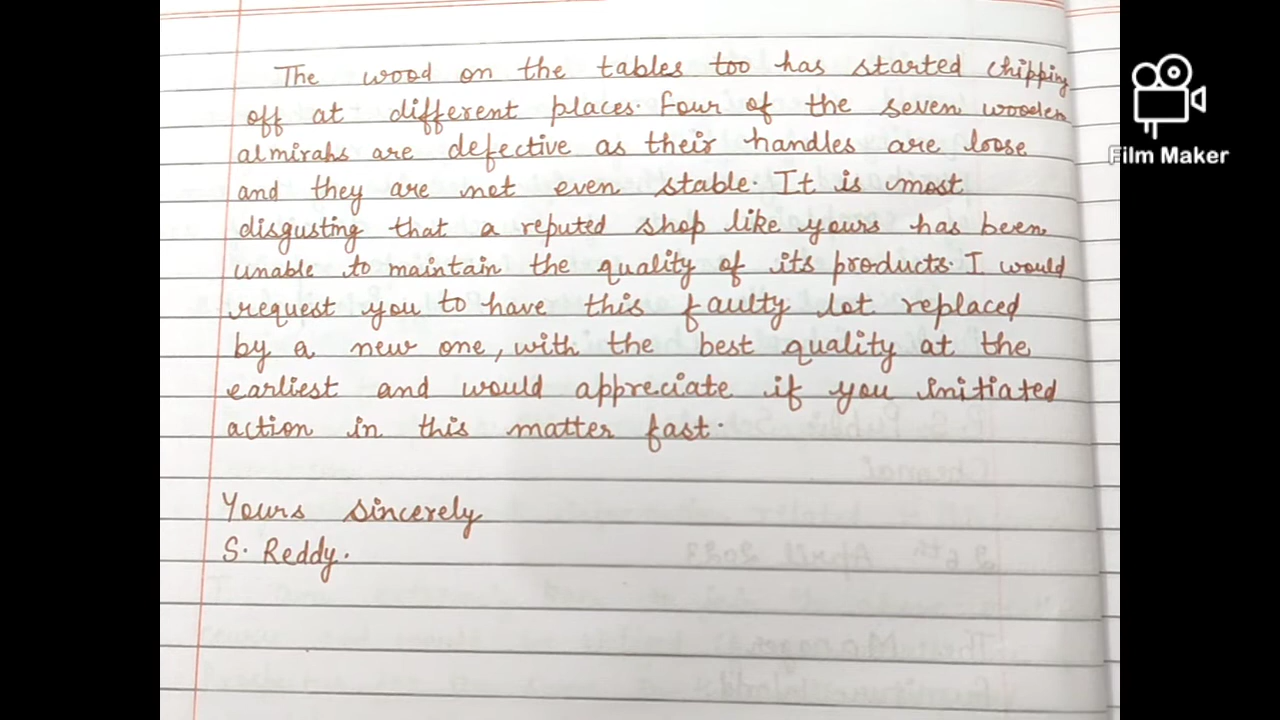 The wood on the tables too has started chipping
off at different places. Four of the seven wooden
almirahs are defective as their handles are loose
and they are not even stable. It is most
disgusting that a reputed shop like yours has been
unable to maintain the quality of its products. I would
request you to have this faulty lot replaced
by a new one, with the best quality at the
earliest and would appreciate if you initiated
action in this matter fast.
Yours sincerely
S. Reddy.
Film Maker